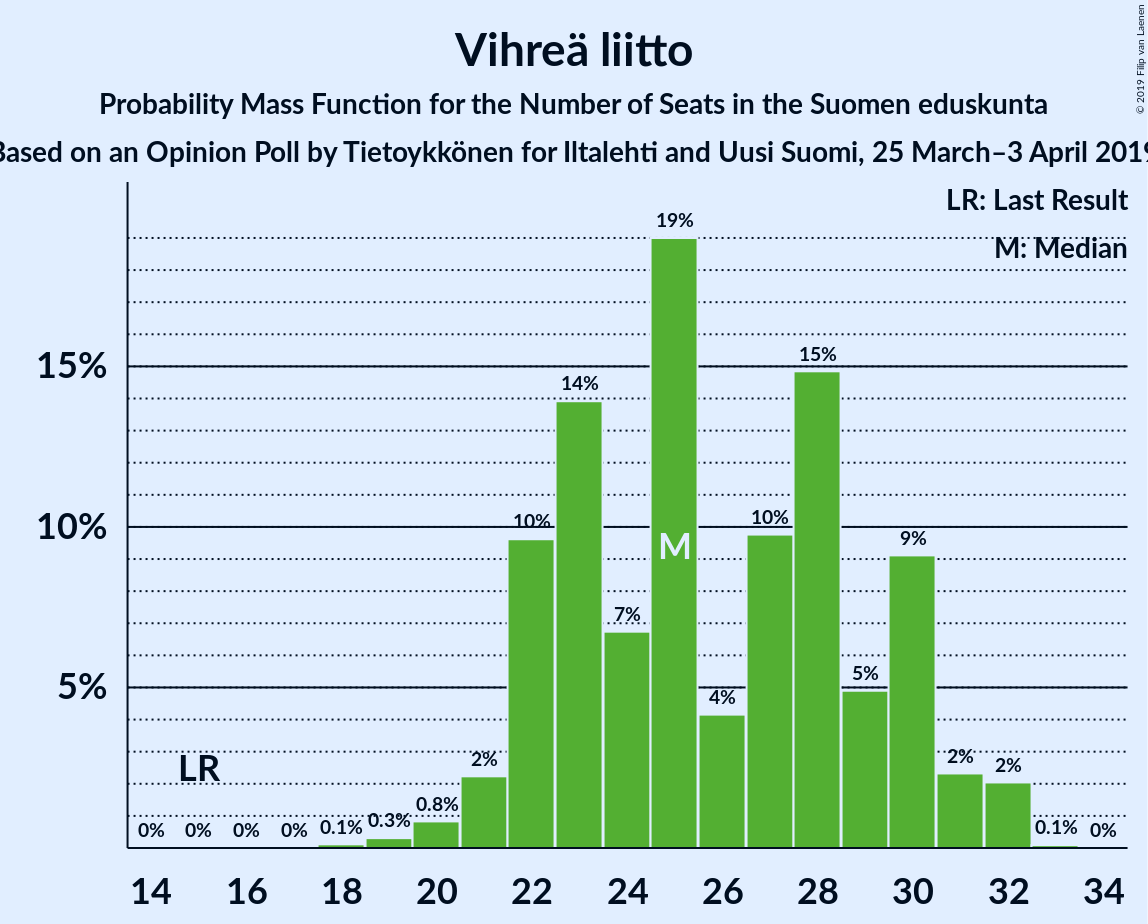 Vihreä liitto
Probability Mass Function for the Number of Seats in the Suomen eduskunta
Based on an Opinion Poll by Tietoykkönen for Iltalehti and Uusi Suomi, 25 March–3 April 2019
© 2019 Filip van Laenen
LR: Last Result
M: Median
19%
15%
15%
14%
10%
10%
10%
M
9%
7%
5%
5%
4%
LR
2%
2%
2%
0.8%
0.3%
0% 0% 0% 0% 0.1% 0.1% 0%
14 16 18 20 22 24 26 28 30 32 34